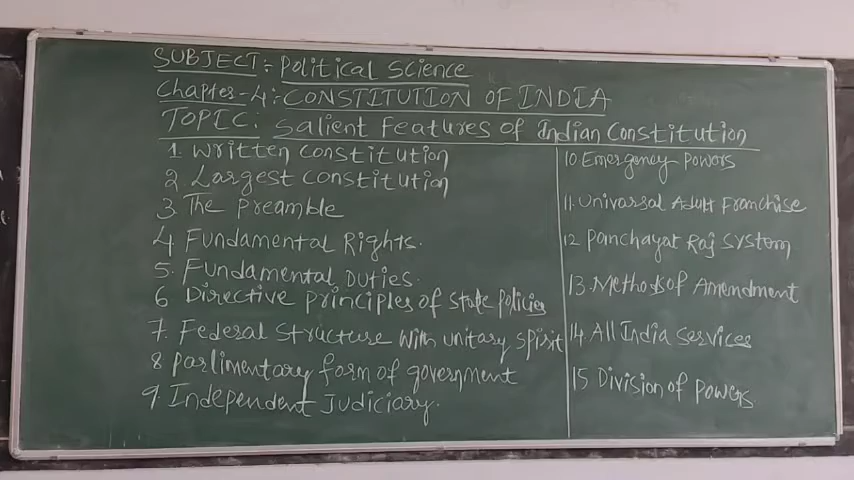 SUBJECT:- Political Science
Chapter-4:- CONSTITUTION OF INDIA
TOPIC: Salient Features of Indian Constitution
1. Written Constitution
2. Largest Constitution
3. The Preamble
4. Fundamental Rights.
5. Fundamental Duties.
6. Directive principles of state policies
7. Federal Structure with unitary spirit
8. Parlimentary form of government
9. Independent Judiciary.
10. Emergency Powers
11. Univarsal Adult Franchise
12. Panchayat Raj System
13. Methods of Amendment
14. All India Services
15. Division of Powers